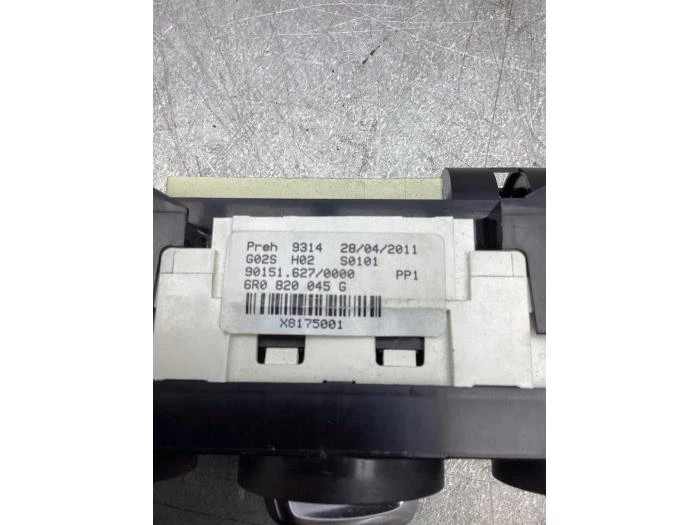 Preh 9314 28/04/2011
G02S H02 S0101
90151.627/0000 PP1
6R0 820 045 G
X8175001